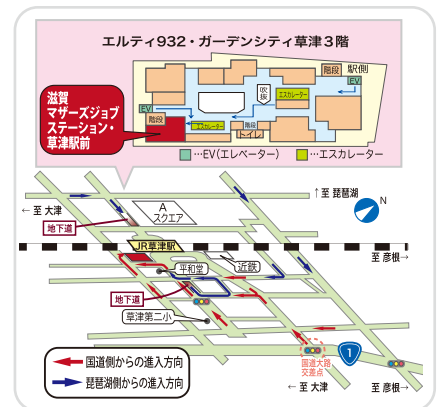 エルティ932・ガーデンシティ草津3階
階段
駅側
EV
吹抜
エスカレーター
滋賀
マザーズジョブ
ステーション・
草津駅前
EV
階段
エスカレーター
階段
トイレ
…EV(エレベーター)
…エスカレーター
↑至 琵琶湖
← 至 大津
A
スクエア
地下道
JR草津駅
至 彦根→
平和堂
近鉄
地下道
草津第二小
国道大路
交差点
1
国道側からの進入方向
琵琶湖側からの進入方向
← 至 大津
至 彦根→